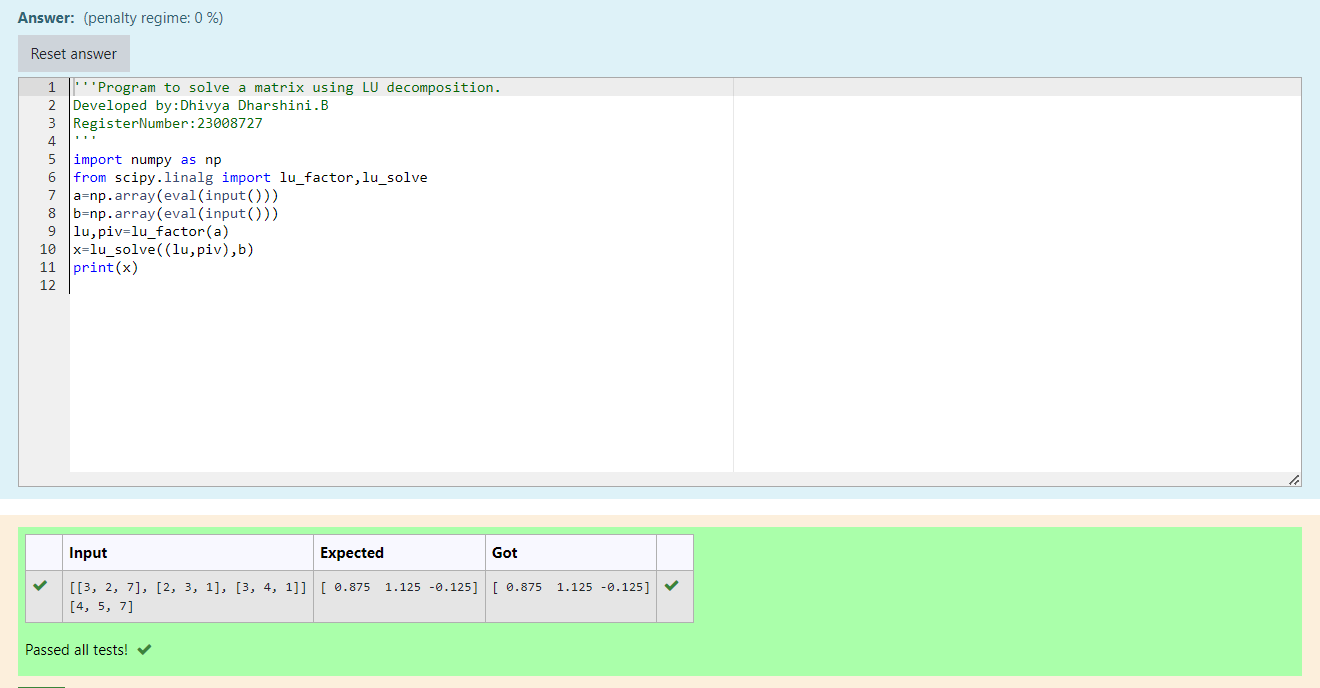 Answer: (penalty regime: 0 %)
Reset answer
1 '''Program to solve a matrix using LU decomposition.
2 Developed by:Dhivya Dharshini.B
3 RegisterNumber:23008727
4 '''
5 import numpy as np
6 from scipy.linalg import lu_factor,lu_solve
7 a=np.array(eval(input()))
8 b=np.array(eval(input()))
9 lu,piv=lu_factor(a)
10 x=lu_solve((lu,piv),b)
11 print(x)
12
Input Expected Got
[[3, 2, 7], [2, 3, 1], [3, 4, 1]] [ 0.875  1.125 -0.125] [ 0.875  1.125 -0.125]
[4, 5, 7]
Passed all tests!